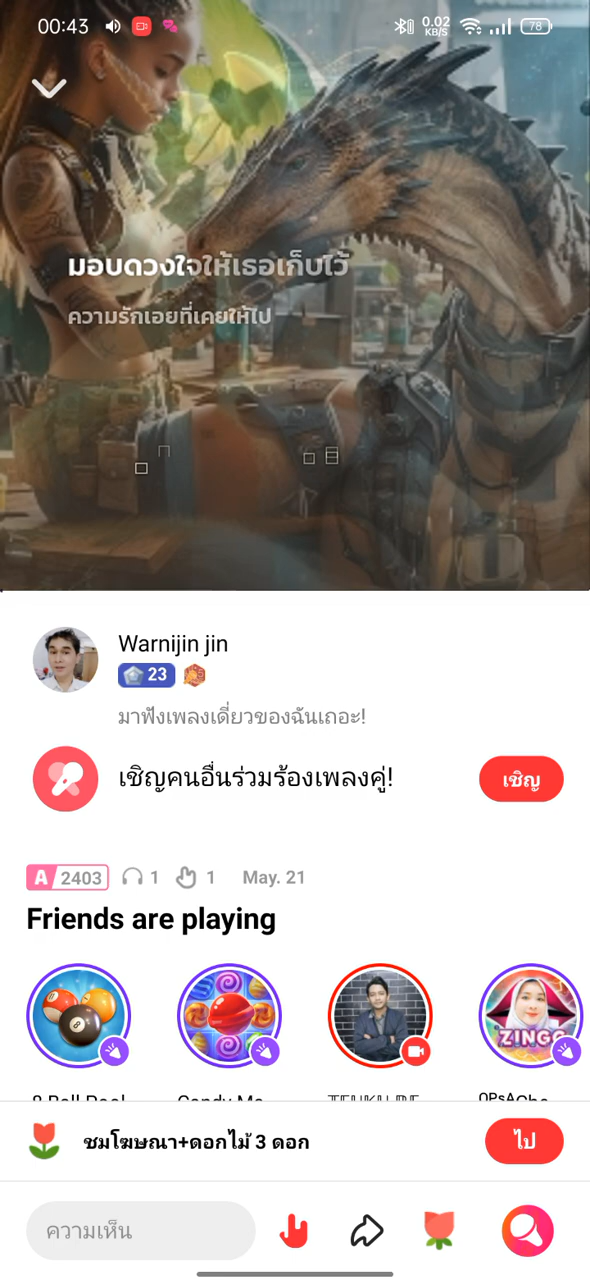 00:43
0.02 KB/S
78
มอบดวงใจให้เธอเก็บไว้
ความรักเอยที่เคยให้ไป
Warnijin jin
23
มาฟังเพลงเดี่ยวของฉันเถอะ!
เชิญคนอื่นร่วมร้องเพลงคู่!
เชิญ
A 2403 1 1 May. 21
Friends are playing
ZINGO
ชมโฆษณา+ดอกไม้ 3 ดอก
ไป
ความเห็น